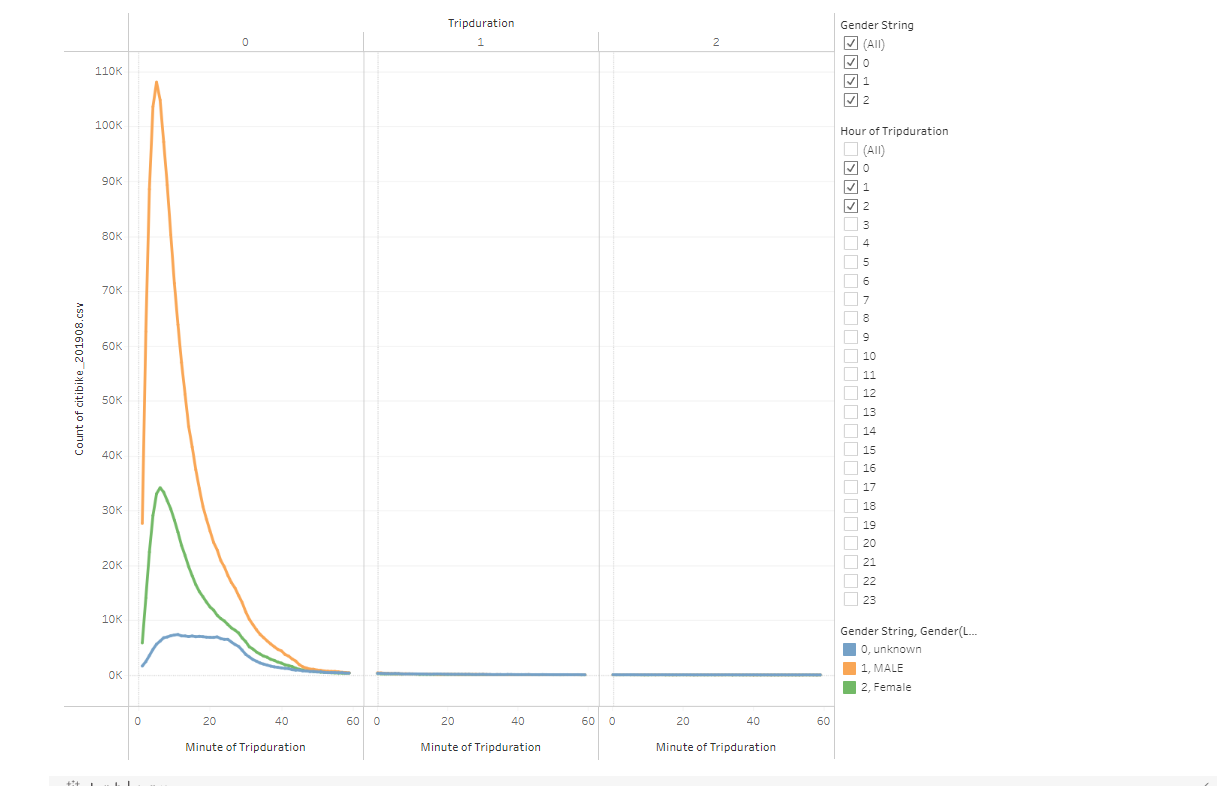 Tripduration
0 1 2
110K
100K
90K
80K
70K
60K
50K
40K
30K
20K
10K
0K
Count of citibike_201908.csv
0 20 40 60 0 20 40 60 0 20 40 60
Minute of Tripduration Minute of Tripduration Minute of Tripduration
Gender String
(All)
0
1
2
Hour of Tripduration
(All)
0
1
2
3
4
5
6
7
8
9
10
11
12
13
14
15
16
17
18
19
20
21
22
23
Gender String, Gender(L...
0, unknown
1, MALE
2, Female